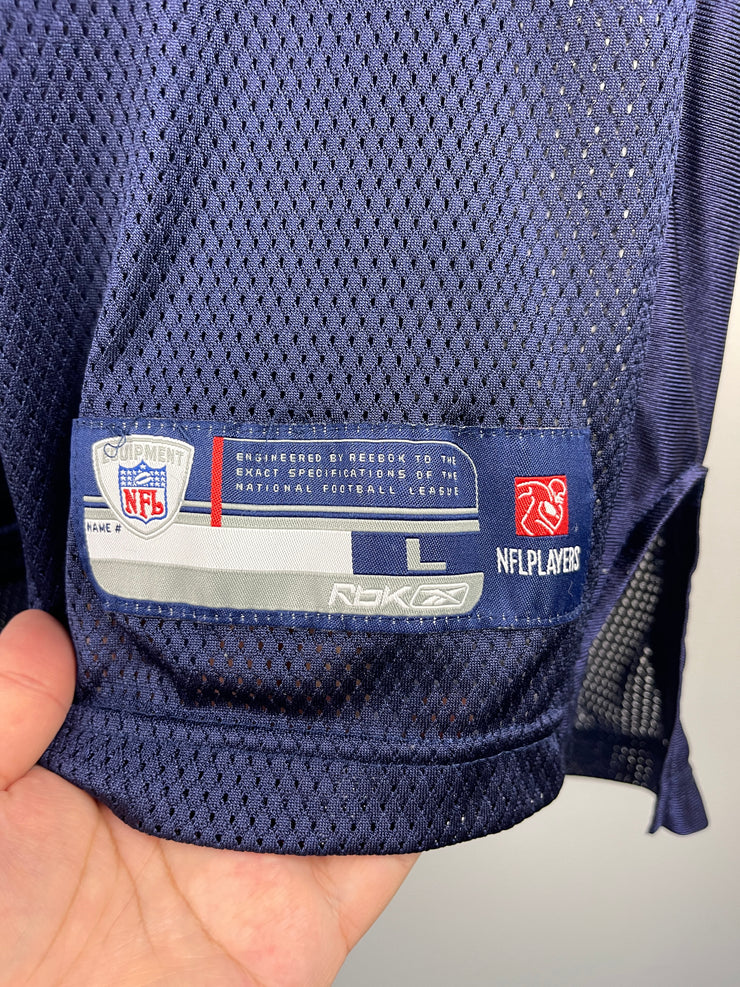 EQUIPMENT
NFL
NAME #
ENGINEERED BY REEBOK TO THE
EXACT SPECIFICATIONS OF THE
NATIONAL FOOTBALL LEAGUE
L
RBK
NFLPLAYERS